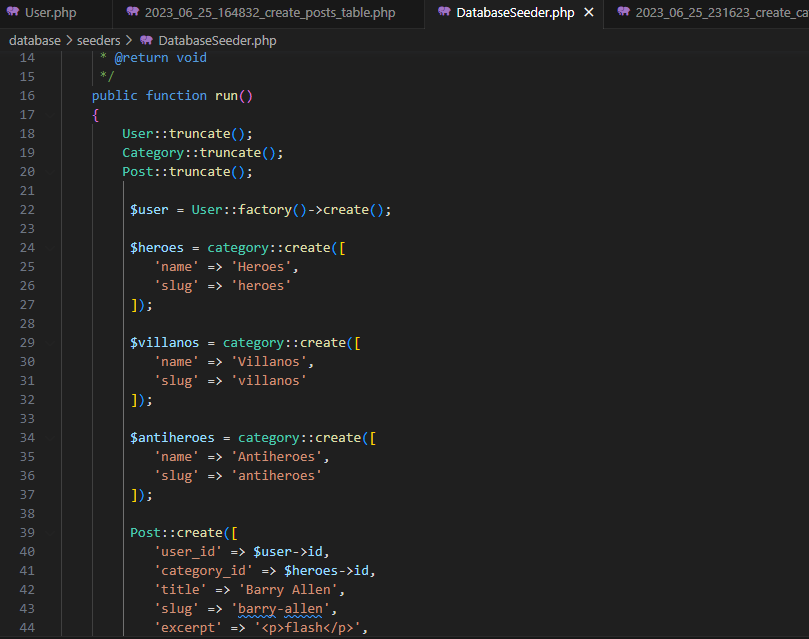 User.php 2023_06_25_164832_create_posts_table.php DatabaseSeeder.php × 2023_06_25_231623_create_ca
database > seeders > DatabaseSeeder.php
14 * @return void
15 */
16 public function run()
17 {
18 User::truncate();
19 Category::truncate();
20 Post::truncate();
21
22 $user = User::factory()->create();
23
24 $heroes = category::create([
25 'name' => 'Heroes',
26 'slug' => 'heroes'
27 ]);
28
29 $villanos = category::create([
30 'name' => 'Villanos',
31 'slug' => 'villanos'
32 ]);
33
34 $antiheroes = category::create([
35 'name' => 'Antiheroes',
36 'slug' => 'antiheroes'
37 ]);
38
39 Post::create([
40 'user_id' => $user->id,
41 'category_id' => $heroes->id,
42 'title' => 'Barry Allen',
43 'slug' => 'barry-allen',
44 'excerpt' => '<p>flash</p>',